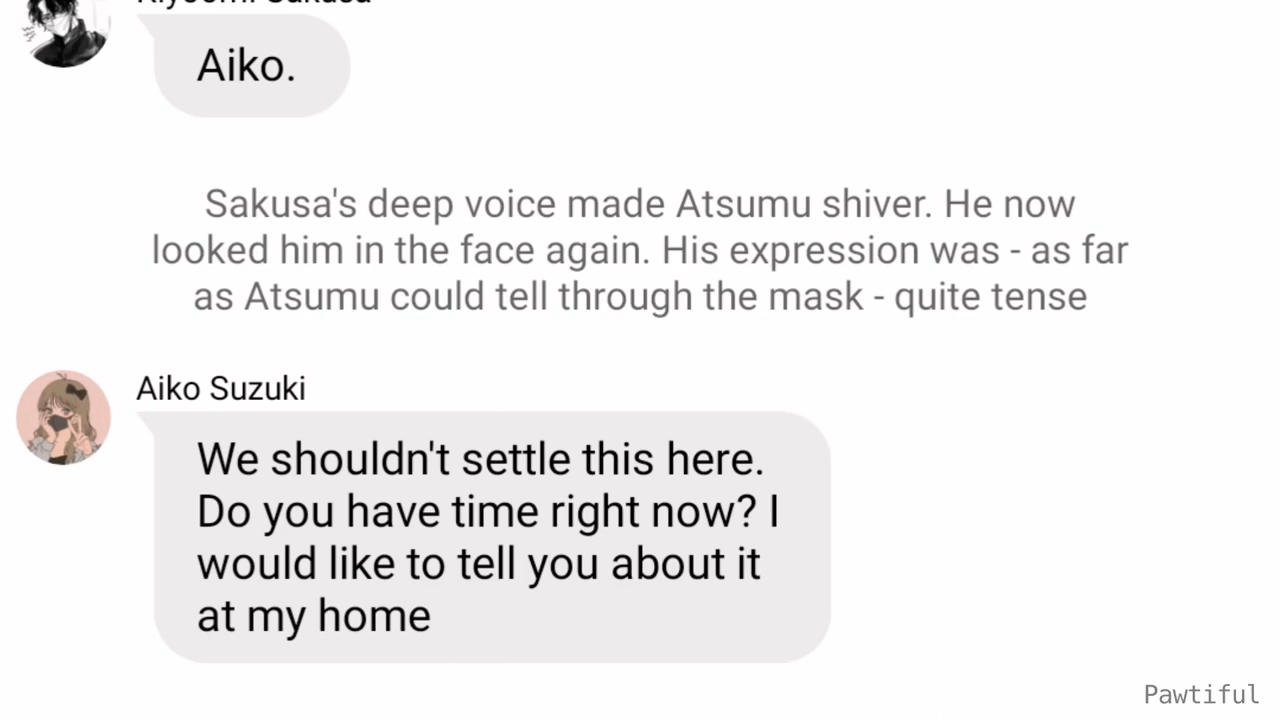 Kiyoomi Sakusa
Aiko.
Sakusa's deep voice made Atsumu shiver. He now
looked him in the face again. His expression was - as far
as Atsumu could tell through the mask - quite tense
Aiko Suzuki
We shouldn't settle this here.
Do you have time right now? I
would like to tell you about it
at my home
Pawtiful